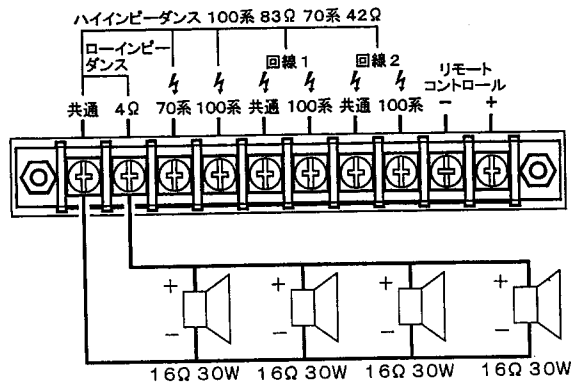 ハイインピーダンス 100系 83Ω 70系 42Ω
ローインピー
ダンス
回線1
回線2
リモート
コントロール
共通 4Ω 70系 100系 共通 100系 共通 100系 − +
+ + + +
− − − −
16Ω 30W 16Ω 30W 16Ω 30W 16Ω 30W